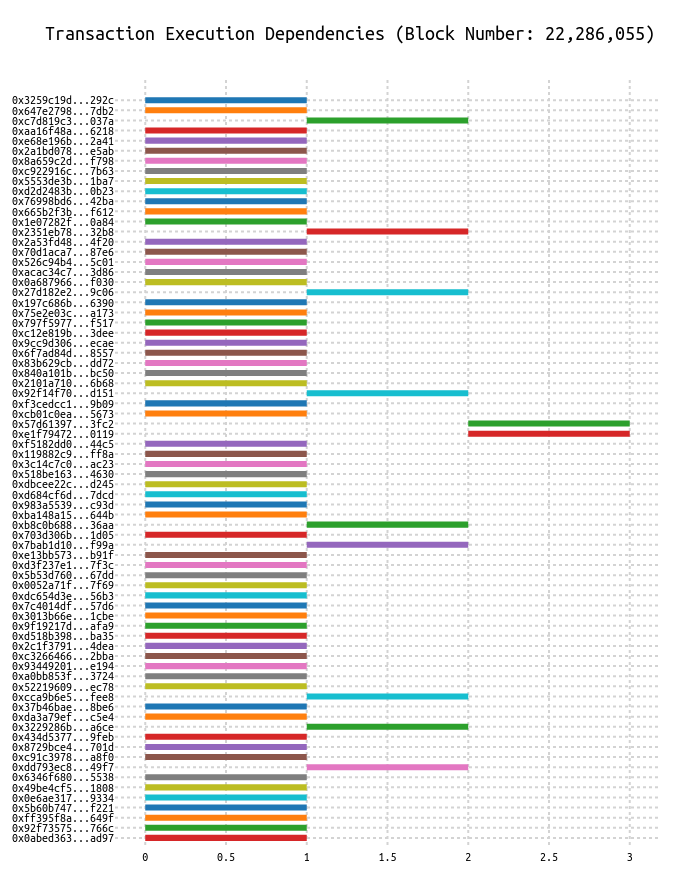 Transaction Execution Dependencies (Block Number: 22,286,055)
0x3259c19d...292c
0x647e2798...7db2
0xc7d819c3...037a
0xaa16f48a...6218
0xe68e196b...2a41
0x2a1bd078...e5ab
0x8a659c2d...f798
0xc922916c...7b63
0x5553de3b...1ba7
0xd2d2483b...0b23
0x76998bd6...42ba
0x665b2f3b...f612
0x1e07282f...0a84
0x2351eb78...32b8
0x2a53fd48...4f20
0x70d1aca7...87e6
0x526c94b4...5c01
0xacac34c7...3d86
0x0a687966...f030
0x27d182e2...9c06
0x197c686b...6390
0x75e2e03c...a173
0x797f5977...f517
0xc12e819b...3dee
0x9cc9d306...ecae
0x6f7ad84d...8557
0x83b629cb...dd72
0x840a101b...bc50
0x2101a710...6b68
0x92f14f70...d151
0xf3cedcc1...9b09
0xcb01c0ea...5673
0x57d61397...3fc2
0xe1f79472...0119
0xf5182dd0...44c5
0x119882c9...ff8a
0x3c14c7c0...ac23
0x518be163...4630
0xdbcee22c...d245
0xd684cf6d...7dcd
0x983a5539...c93d
0xba148a15...644b
0xb8c0b688...36aa
0x703d306b...1d05
0x7bab1d10...f99a
0xe13bb573...b91f
0xd3f237e1...7f3c
0x5b53d760...67dd
0x0052a71f...7f69
0xdc654d3e...56b3
0x7c4014df...57d6
0x3013b66e...1cbe
0x9f19217d...afa9
0xd518b398...ba35
0x2c1f3791...4dea
0xc3266466...2bba
0x93449201...e194
0xa0bb853f...3724
0x52219609...ec78
0xcca9b6e5...fee8
0x37b46bae...8be6
0xda3a79ef...c5e4
0x3229286b...a6ce
0x434d5377...9feb
0x8729bce4...701d
0xc91c3978...a8f0
0xdd793ec8...49f7
0x6346f680...5538
0x49be4cf5...1808
0x0e6ae317...9334
0x5b60b747...f221
0xff395f8a...649f
0x92f73575...766c
0x0abed363...ad97
0 0.5 1 1.5 2 2.5 3